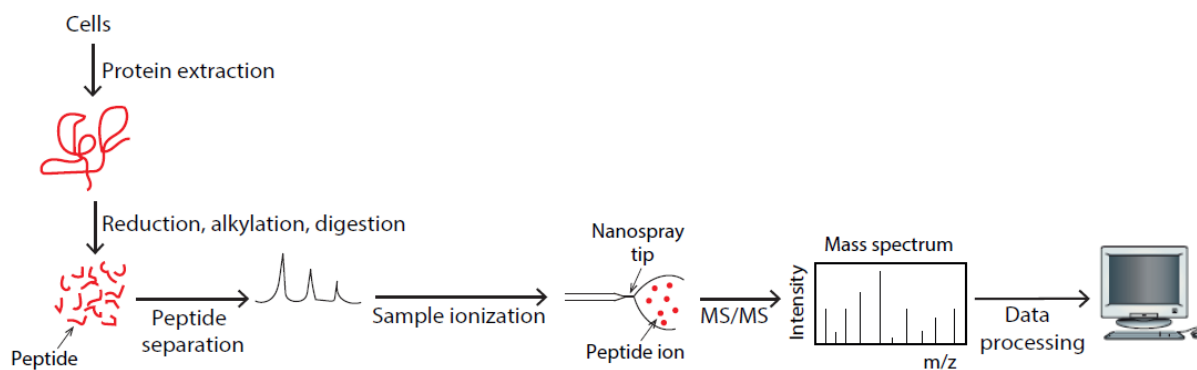 Cells
Protein extraction
Reduction, alkylation, digestion
Peptide
Peptide
separation
Sample ionization
Nanospray
tip
Peptide ion
MS/MS
Mass spectrum
Intensity
m/z
Data
processing